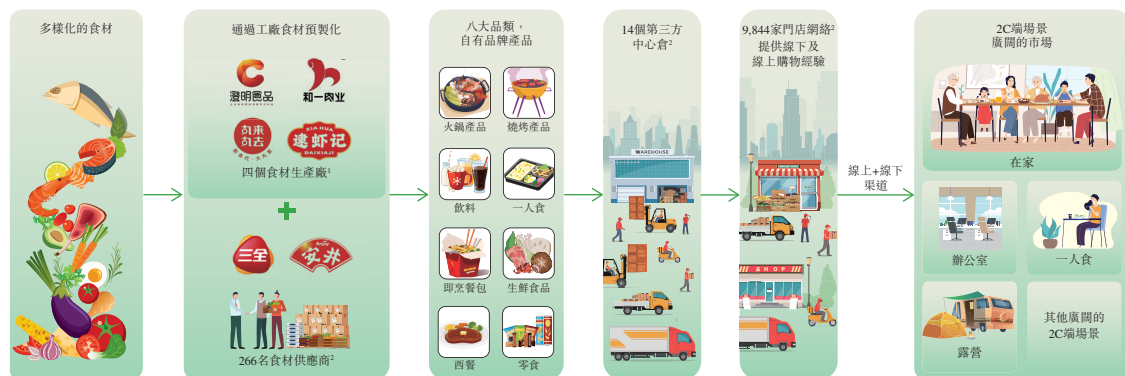 多樣化的食材
通過工廠食材預製化
澄明食品
和一肉业
XIA HUA
逮虾记
DAIXIAJI
四個食材生產廠¹
三全
Anjoy
安井
266名食材供應商²
八大品類，
自有品牌產品
火鍋產品
燒烤產品
飲料
一人食
即烹餐包
生鮮食品
西餐
零食
14個第三方
中心倉²
WAREHOUSE
9,844家門店網絡²
提供線下及
線上購物經驗
SHOP
線上+線下
渠道
2C端場景
廣闊的市場
在家
辦公室
一人食
露營
其他廣闊的
2C端場景